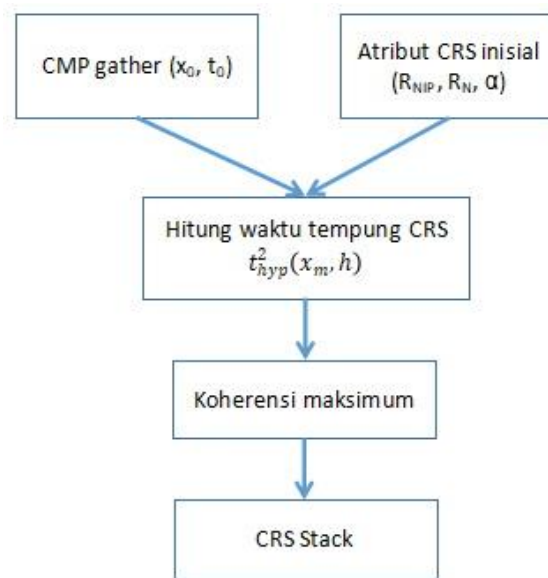 CMP gather (x₀, t₀)
Atribut CRS inisial
(R_NIP, R_N, α)
Hitung waktu tempung CRS
t²_hyp(x_m, h)
Koherensi maksimum
CRS Stack